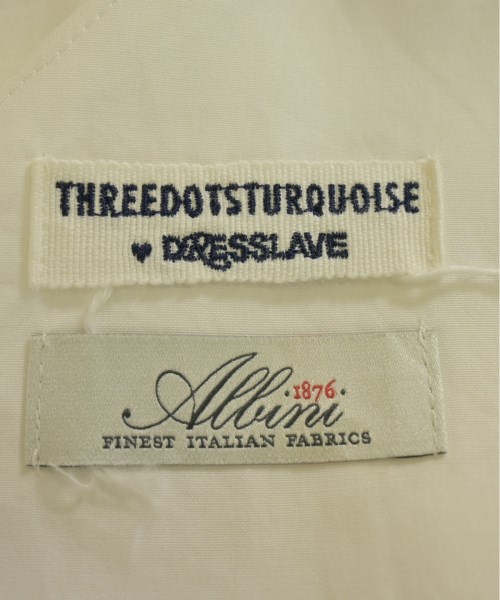 THREEDOTSTURQUOISE
♥ DRESSLAVE
1876
Albini
FINEST ITALIAN FABRICS